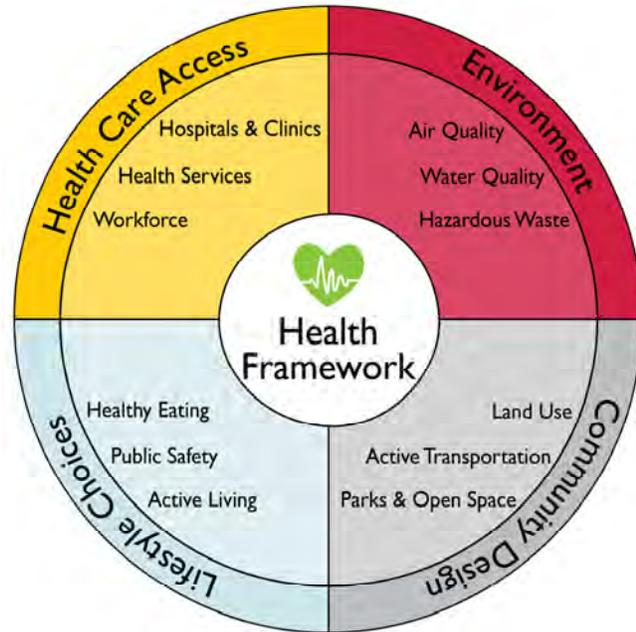 Health Care Access
Hospitals & Clinics
Health Services
Workforce
Environment
Air Quality
Water Quality
Hazardous Waste
Health
Framework
Healthy Eating
Public Safety
Active Living
Lifestyle Choices
Land Use
Active Transportation
Parks & Open Space
Community Design